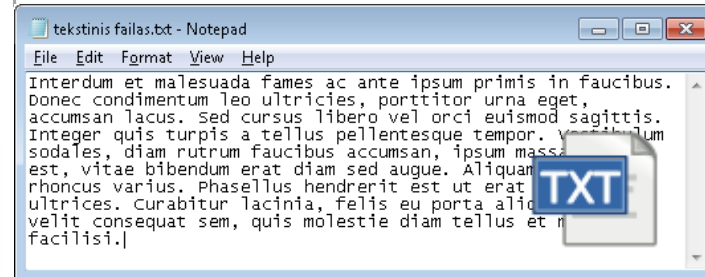 tekstinis failas.txt - Notepad
File Edit Format View Help
Interdum et malesuada fames ac ante ipsum primis in faucibus.
Donec condimentum leo ultricies, porttitor urna eget,
accumsan lacus. Sed cursus libero vel orci euismod sagittis.
Integer quis turpis a tellus pellentesque tempor. Vestibulum
sodales, diam rutrum faucibus accumsan, ipsum massa
est, vitae bibendum erat diam sed augue. Aliquam
rhoncus varius. Phasellus hendrerit est ut erat
ultrices. Curabitur lacinia, felis eu porta
velit consequat sem, quis molestie diam tellus et
facilisi.
TXT